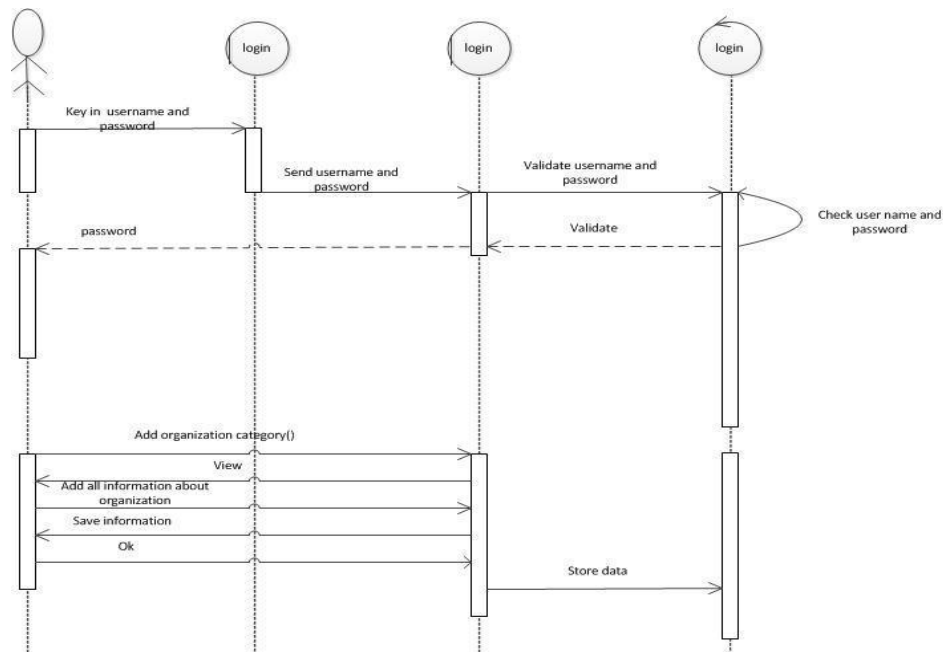 login
login
login
Key in username and
password
Send username and
password
Validate username and
password
Check user name and
password
password
Validate
Add organization category()
View
Add all information about
organization
Save information
Ok
Store data